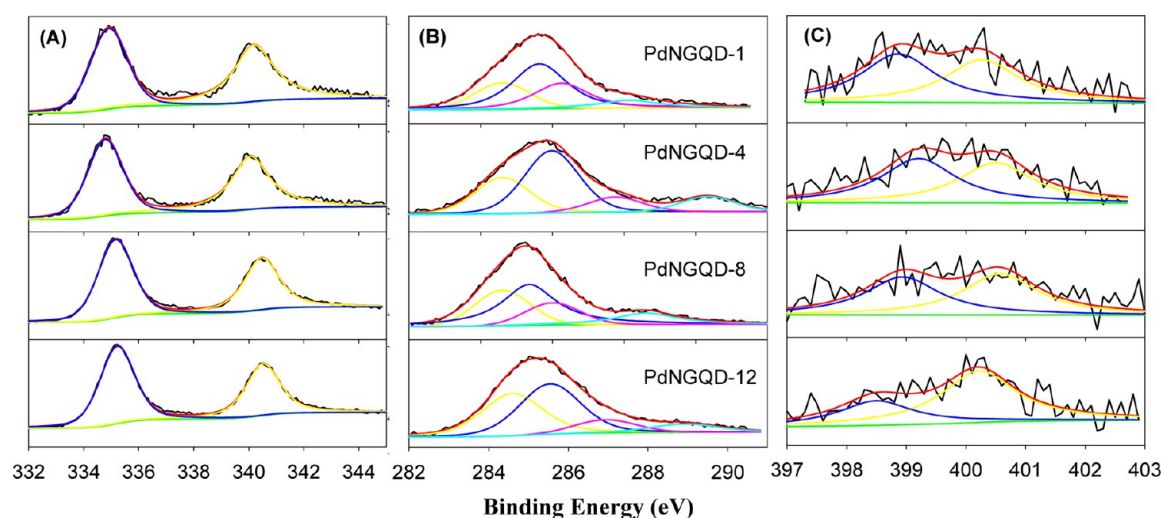 (A)
(B)
(C)
PdNGQD-1
PdNGQD-4
PdNGQD-8
PdNGQD-12
332 334 336 338 340 342 344
282 284 286 288 290
397 398 399 400 401 402 403
Binding Energy (eV)